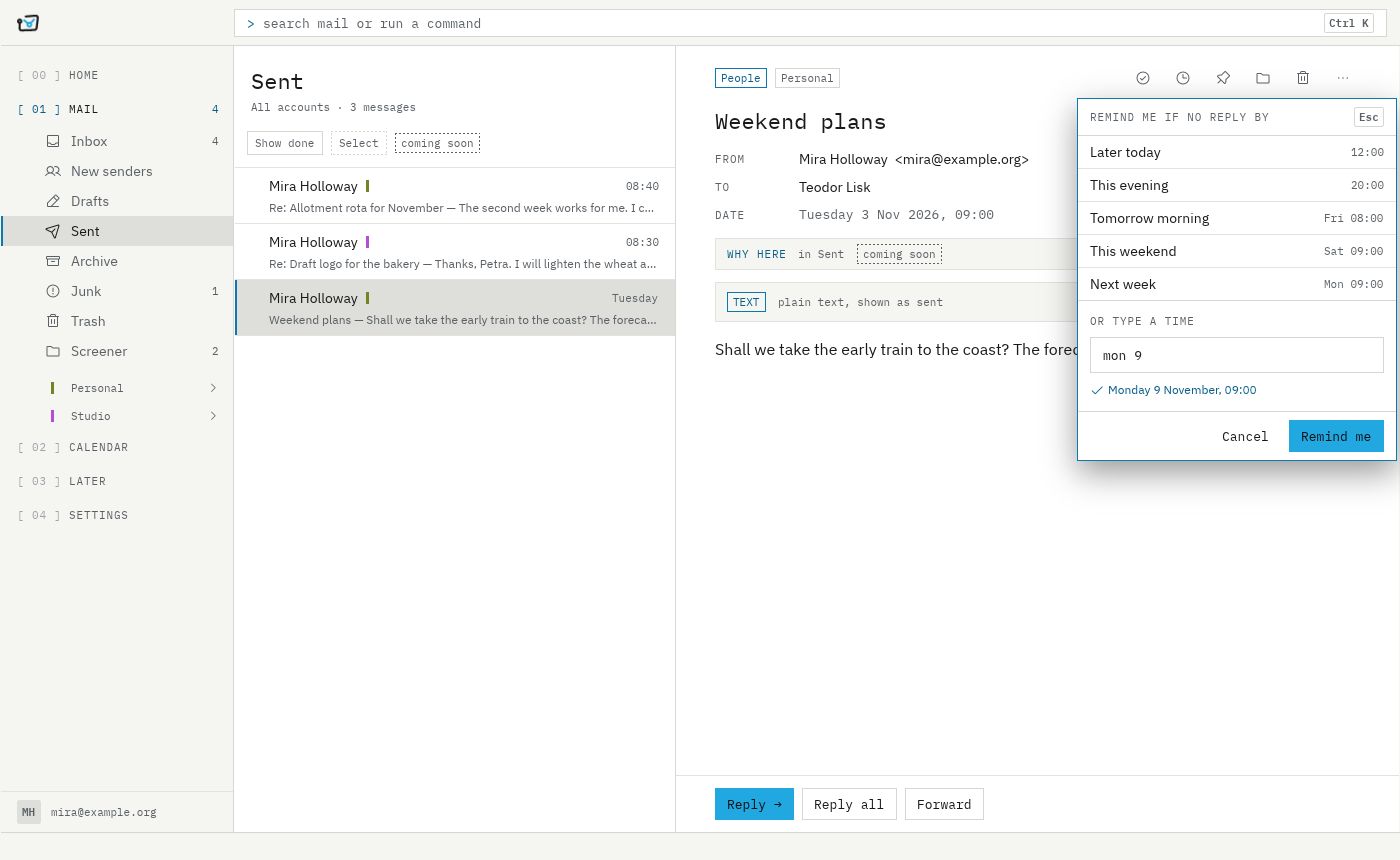 > search mail or run a command Ctrl K
[ 00 ] HOME
[ 01 ] MAIL 4
Inbox 4
New senders
Drafts
Sent
Archive
Junk 1
Trash
Screener 2
Personal
Studio
[ 02 ] CALENDAR
[ 03 ] LATER
[ 04 ] SETTINGS
MH mira@example.org
Sent
All accounts · 3 messages
Show done Select coming soon
Mira Holloway 08:40
Re: Allotment rota for November — The second week works for me. I c…
Mira Holloway 08:30
Re: Draft logo for the bakery — Thanks, Petra. I will lighten the wheat a…
Mira Holloway Tuesday
Weekend plans — Shall we take the early train to the coast? The foreca…
People Personal
Weekend plans
FROM Mira Holloway <mira@example.org>
TO Teodor Lisk
DATE Tuesday 3 Nov 2026, 09:00
WHY HERE in Sent coming soon
TEXT plain text, shown as sent
Shall we take the early train to the coast? The forec
Reply → Reply all Forward
REMIND ME IF NO REPLY BY Esc
Later today 12:00
This evening 20:00
Tomorrow morning Fri 08:00
This weekend Sat 09:00
Next week Mon 09:00
OR TYPE A TIME
mon 9
Monday 9 November, 09:00
Cancel Remind me